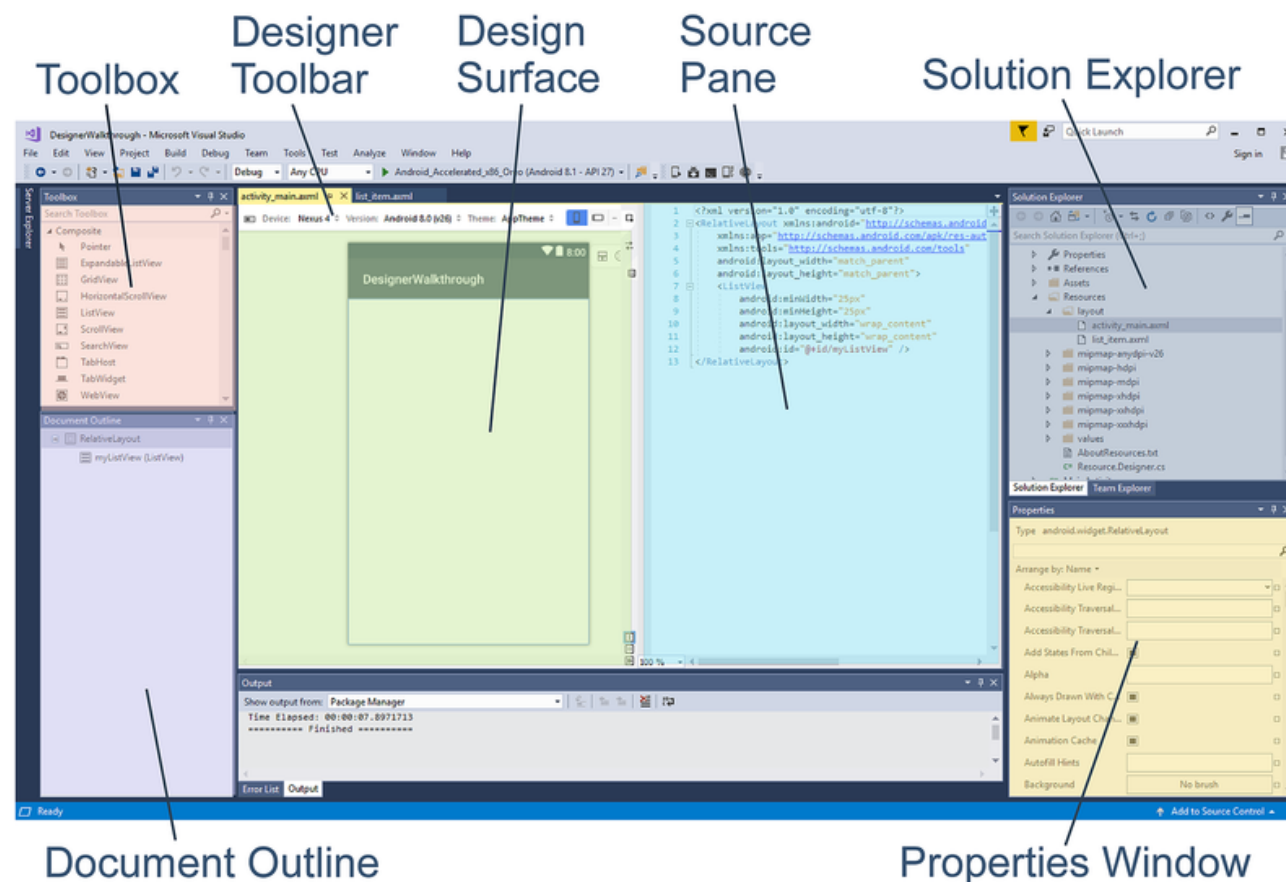 Toolbox
Designer
Toolbar
Design
Surface
Source
Pane
Solution Explorer
DesignerWalkthrough - Microsoft Visual Studio
Quick Launch
File Edit View Project Build Debug Team Tools Test Analyze Window Help
Sign in
Debug Any CPU Android_Accelerated_x86_Oreo (Android 8.1 - API 27)
Server Explorer
Toolbox
Search Toolbox
Composite
Pointer
ExpandableListView
GridView
HorizontalScrollView
ListView
ScrollView
SearchView
TabHost
TabWidget
WebView
Document Outline
RelativeLayout
myListView (ListView)
activity_main.axml list_item.axml
Device: Nexus 4 Version: Android 8.0 (v26) Theme: AppTheme
8:00
DesignerWalkthrough
1 <?xml version="1.0" encoding="utf-8"?>
2 <RelativeLayout xmlns:android="http://schemas.android
3 xmlns:app="http://schemas.android.com/apk/res-aut
4 xmlns:tools="http://schemas.android.com/tools"
5 android:layout_width="match_parent"
6 android:layout_height="match_parent">
7 <ListView
8 android:minWidth="25px"
9 android:minHeight="25px"
10 android:layout_width="wrap_content"
11 android:layout_height="wrap_content"
12 android:id="@+id/myListView" />
13 </RelativeLayout>
100 %
Output
Show output from: Package Manager
Time Elapsed: 00:00:07.8971713
========== Finished ==========
Error List Output
Solution Explorer
Search Solution Explorer (Ctrl+;)
Properties
References
Assets
Resources
layout
activity_main.axml
list_item.axml
mipmap-anydpi-v26
mipmap-hdpi
mipmap-mdpi
mipmap-xhdpi
mipmap-xxhdpi
mipmap-xxxhdpi
values
AboutResources.txt
Resource.Designer.cs
Solution Explorer Team Explorer
Properties
Type android.widget.RelativeLayout
Arrange by: Name
Accessibility Live Regi...
Accessibility Traversal...
Accessibility Traversal...
Add States From Chil...
Alpha
Always Drawn With C...
Animate Layout Chan...
Animation Cache
Autofill Hints
Background No brush
Ready
Add to Source Control
Document Outline
Properties Window